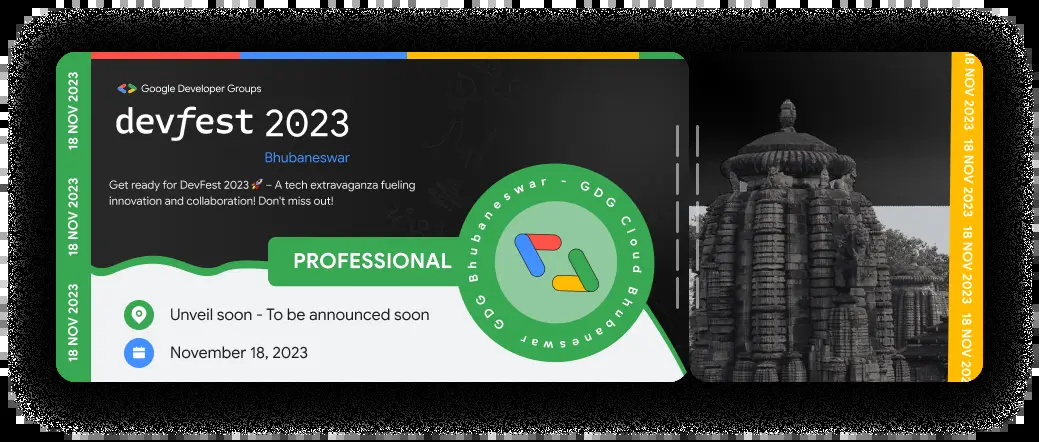 18 NOV 2023
18 NOV 2023
18 NOV 2023
Google Developer Groups
devfest 2023
Bhubaneswar
Get ready for DevFest 2023 🚀 – A tech extravaganza fueling
innovation and collaboration! Don't miss out!
PROFESSIONAL
GDG Bhubaneswar - GDG Cloud Bhubaneswar
Unveil soon - To be announced soon
November 18, 2023
18 NOV 2023
18 NOV 2023
18 NOV 2023
18 NOV 202